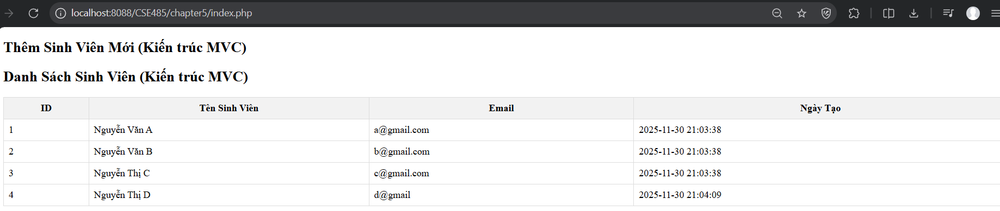 localhost:8088/CSE485/chapter5/index.php
Thêm Sinh Viên Mới (Kiến trúc MVC)
Danh Sách Sinh Viên (Kiến trúc MVC)
ID Tên Sinh Viên Email Ngày Tạo
1 Nguyễn Văn A a@gmail.com 2025-11-30 21:03:38
2 Nguyễn Văn B b@gmail.com 2025-11-30 21:03:38
3 Nguyễn Thị C c@gmail.com 2025-11-30 21:03:38
4 Nguyễn Thị D d@gmail 2025-11-30 21:04:09